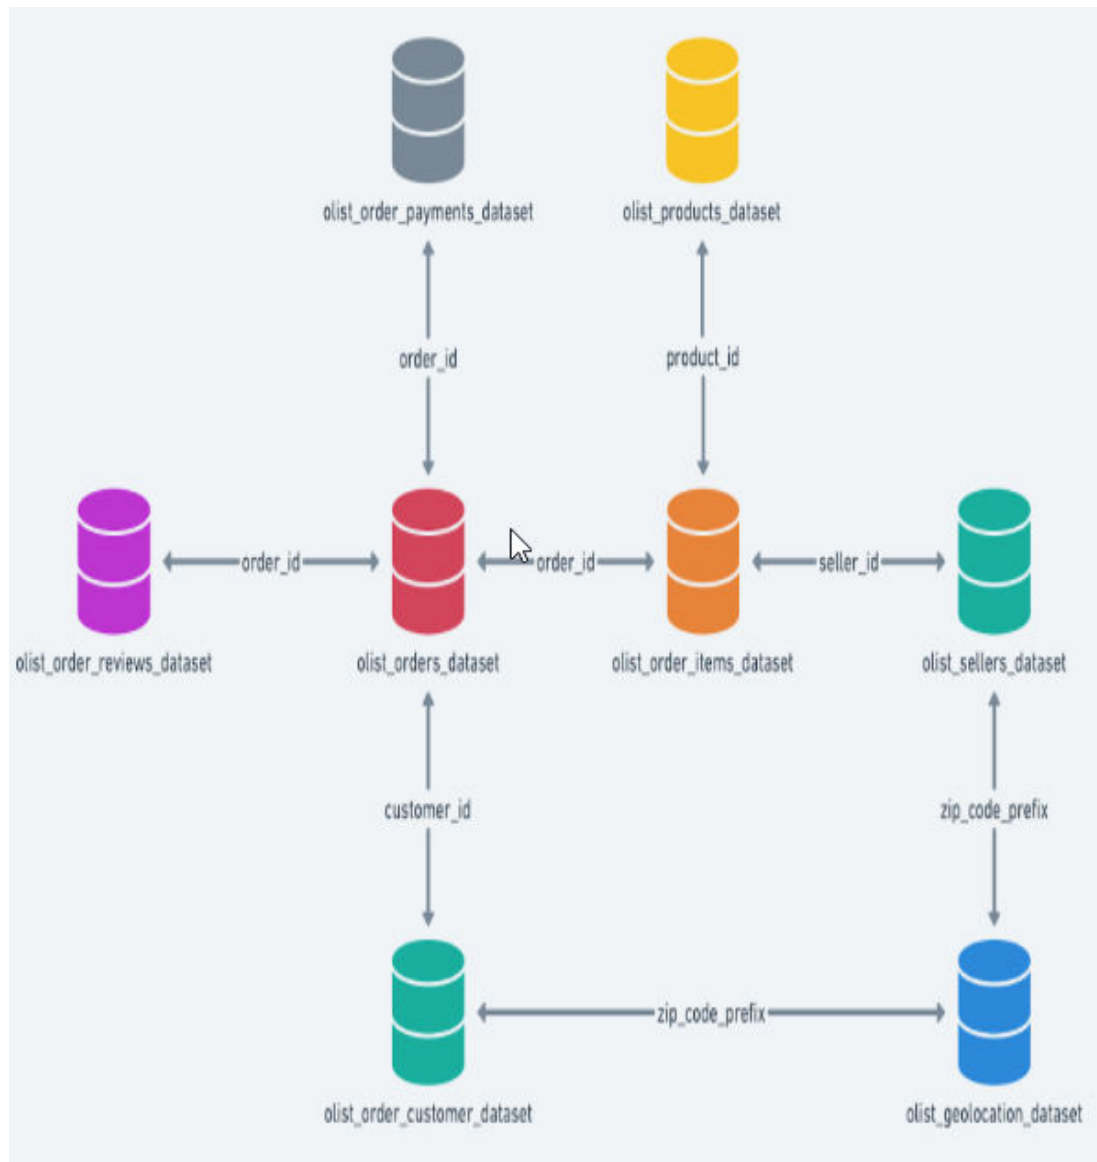 olist_order_payments_dataset
olist_products_dataset
order_id
product_id
order_id
order_id
seller_id
olist_order_reviews_dataset
olist_orders_dataset
olist_order_items_dataset
olist_sellers_dataset
customer_id
zip_code_prefix
zip_code_prefix
olist_order_customer_dataset
olist_geolocation_dataset